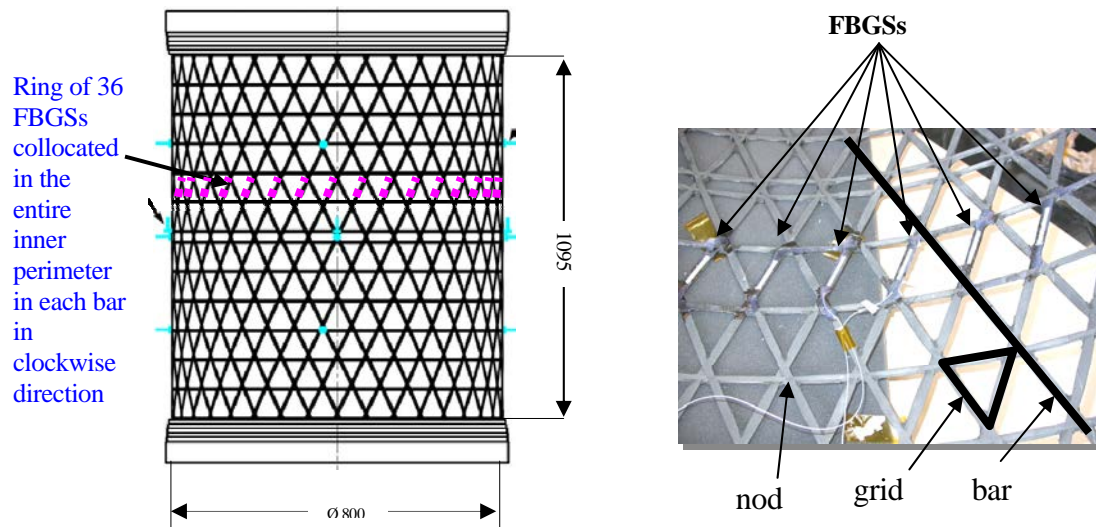 Ring of 36
FBGSs
collocated
in the
entire
inner
perimeter
in each bar
in
clockwise
direction
1095
Ø 800
FBGSs
nod
grid
bar